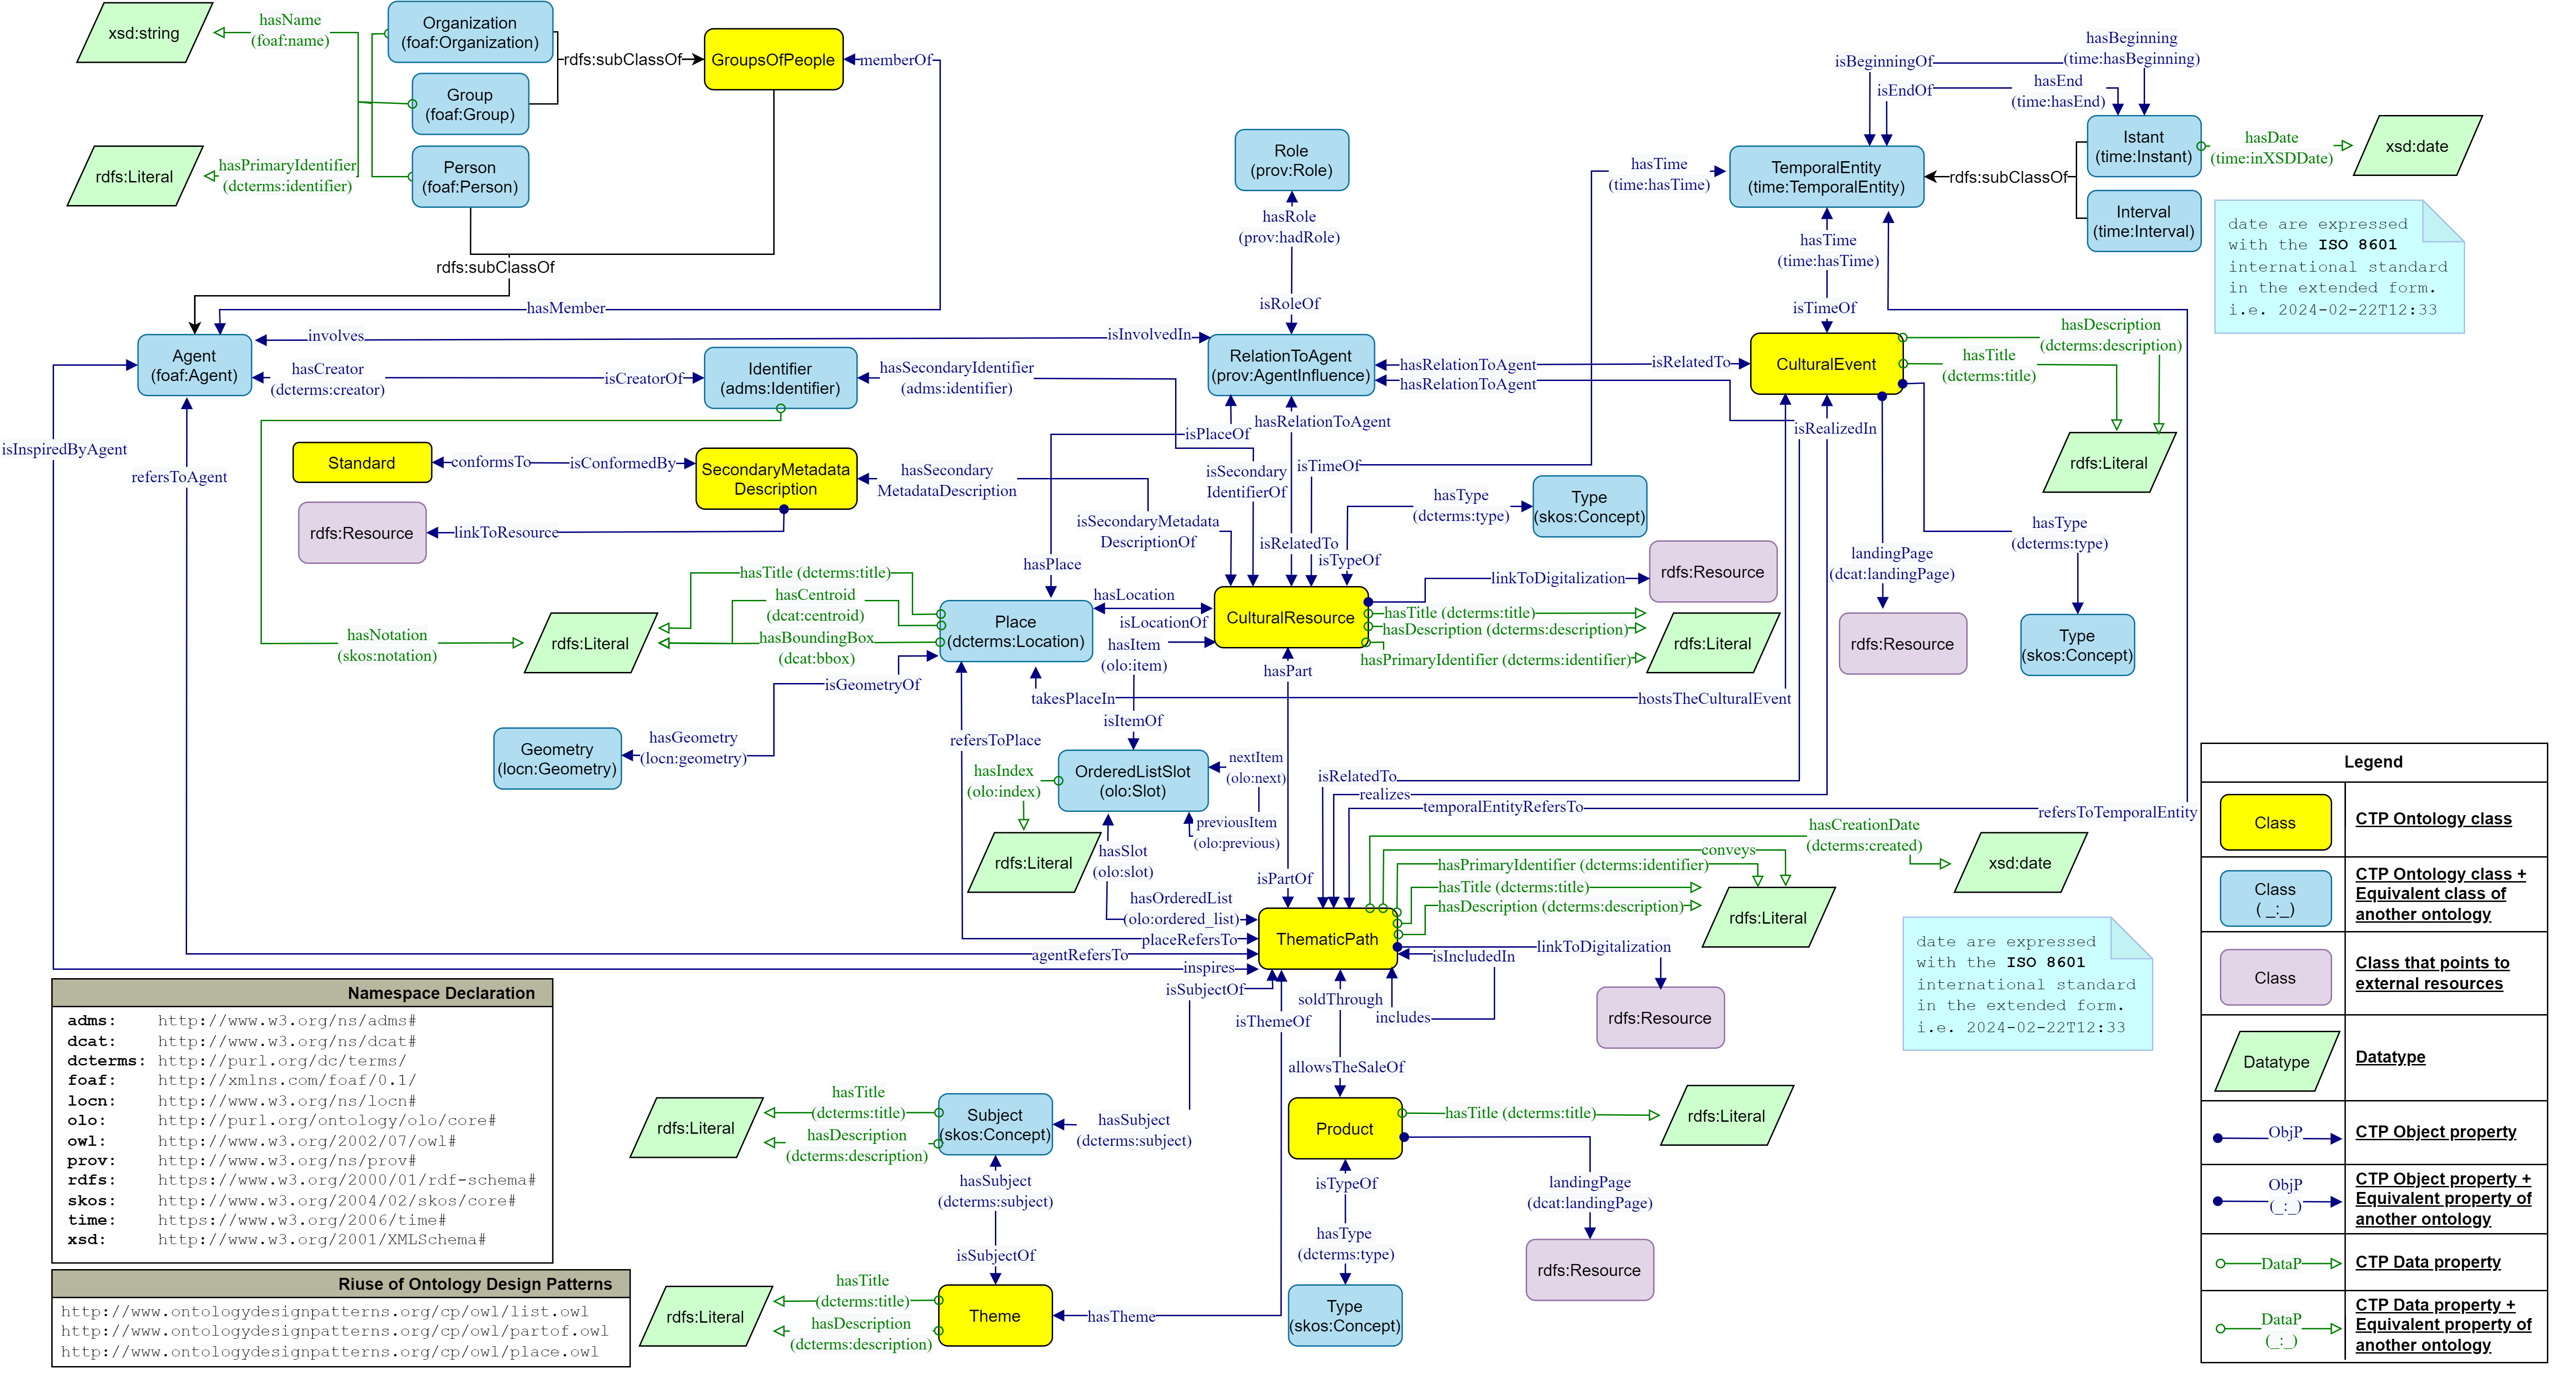 xsd:string
hasName
(foaf:name)
Organization
(foaf:Organization)
Group
(foaf:Group)
Person
(foaf:Person)
rdfs:Literal
hasPrimaryIdentifier
(dcterms:identifier)
rdfs:subClassOf
GroupsOfPeople
memberOf
rdfs:subClassOf
hasMember
Role
(prov:Role)
hasRole
(prov:hadRole)
isRoleOf
isBeginningOf
hasBeginning
(time:hasBeginning)
isEndOf
hasEnd
(time:hasEnd)
Istant
(time:Instant)
hasDate
(time:inXSDDate)
xsd:date
hasTime
(time:hasTime)
TemporalEntity
(time:TemporalEntity)
rdfs:subClassOf
Interval
(time:Interval)
date are expressed
with the ISO 8601
international standard
in the extended form.
i.e. 2024-02-22T12:33
hasTime
(time:hasTime)
isTimeOf
Agent
(foaf:Agent)
involves
isInvolvedIn
hasCreator
(dcterms:creator)
isCreatorOf
Identifier
(adms:Identifier)
hasSecondaryIdentifier
(adms:identifier)
RelationToAgent
(prov:AgentInfluence)
hasRelationToAgent
isRelatedTo
hasRelationToAgent
CulturalEvent
hasDescription
(dcterms:description)
hasTitle
(dcterms:title)
rdfs:Literal
isInspiredByAgent
refersToAgent
Standard
conformsTo
isConformedBy
SecondaryMetadata
Description
hasSecondary
MetadataDescription
rdfs:Resource
linkToResource
isPlaceOf
hasRelationToAgent
isRealizedIn
isSecondary
IdentifierOf
isTimeOf
hasType
(dcterms:type)
Type
(skos:Concept)
isSecondaryMetadata
DescriptionOf
isRelatedTo
isTypeOf
hasPlace
landingPage
(dcat:landingPage)
hasType
(dcterms:type)
rdfs:Resource
Type
(skos:Concept)
hasTitle (dcterms:title)
hasCentroid
(dcat:centroid)
hasBoundingBox
(dcat:bbox)
hasNotation
(skos:notation)
rdfs:Literal
Place
(dcterms:Location)
hasLocation
isLocationOf
hasItem
(olo:item)
CulturalResource
linkToDigitalization
rdfs:Resource
hasTitle (dcterms:title)
hasDescription (dcterms:description)
hasPrimaryIdentifier (dcterms:identifier)
rdfs:Literal
hasPart
isGeometryOf
takesPlaceIn
hostsTheCulturalEvent
isItemOf
Geometry
(locn:Geometry)
hasGeometry
(locn:geometry)
refersToPlace
hasIndex
(olo:index)
OrderedListSlot
(olo:Slot)
nextItem
(olo:next)
previousItem
(olo:previous)
rdfs:Literal
hasSlot
(olo:slot)
isRelatedTo
realizes
temporalEntityRefersTo
refersToTemporalEntity
hasCreationDate
(dcterms:created)
xsd:date
conveys
hasPrimaryIdentifier (dcterms:identifier)
hasTitle (dcterms:title)
hasDescription (dcterms:description)
rdfs:Literal
isPartOf
hasOrderedList
(olo:ordered_list)
placeRefersTo
agentRefersTo
inspires
ThematicPath
linkToDigitalization
isIncludedIn
includes
rdfs:Resource
date are expressed
with the ISO 8601
international standard
in the extended form.
i.e. 2024-02-22T12:33
isSubjectOf
isThemeOf
soldThrough
allowsTheSaleOf
rdfs:Literal
hasTitle
(dcterms:title)
hasDescription
(dcterms:description)
Subject
(skos:Concept)
hasSubject
(dcterms:subject)
hasSubject
(dcterms:subject)
isSubjectOf
Product
hasTitle (dcterms:title)
rdfs:Literal
landingPage
(dcat:landingPage)
rdfs:Resource
isTypeOf
hasType
(dcterms:type)
Type
(skos:Concept)
rdfs:Literal
hasTitle
(dcterms:title)
hasDescription
(dcterms:description)
Theme
hasTheme
Namespace Declaration
adms: http://www.w3.org/ns/adms#
dcat: http://www.w3.org/ns/dcat#
dcterms: http://purl.org/dc/terms/
foaf: http://xmlns.com/foaf/0.1/
locn: http://www.w3.org/ns/locn#
olo: http://purl.org/ontology/olo/core#
owl: http://www.w3.org/2002/07/owl#
prov: http://www.w3.org/ns/prov#
rdfs: https://www.w3.org/2000/01/rdf-schema#
skos: http://www.w3.org/2004/02/skos/core#
time: https://www.w3.org/2006/time#
xsd: http://www.w3.org/2001/XMLSchema#
Riuse of Ontology Design Patterns
http://www.ontologydesignpatterns.org/cp/owl/list.owl
http://www.ontologydesignpatterns.org/cp/owl/partof.owl
http://www.ontologydesignpatterns.org/cp/owl/place.owl
Legend
Class
CTP Ontology class
Class
( _:_)
CTP Ontology class +
Equivalent class of
another ontology
Class
Class that points to
external resources
Datatype
Datatype
ObjP
CTP Object property
ObjP
(_:_)
CTP Object property +
Equivalent property of
another ontology
DataP
CTP Data property
DataP
(_:_)
CTP Data property +
Equivalent property of
another ontology